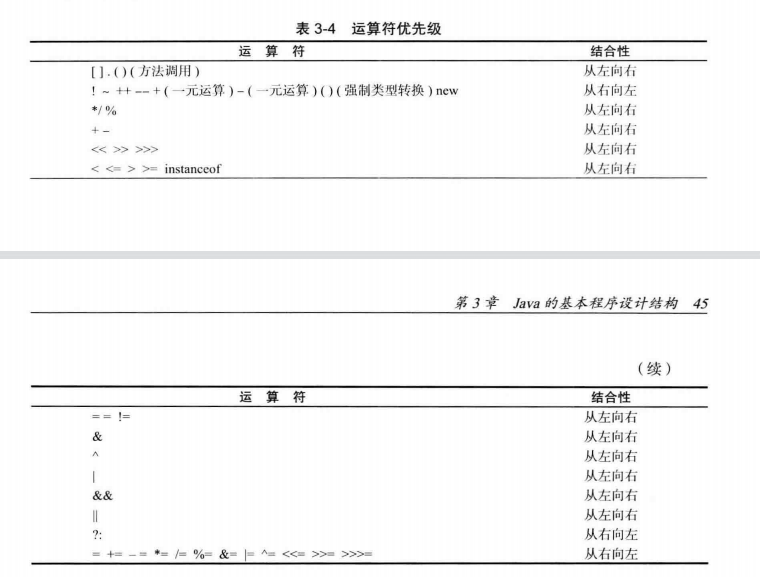 表 3-4 运算符优先级
运 算 符 结合性
[ ] . ( ) ( 方法调用 ) 从左向右
! ~ ++ -- + ( 一元运算 ) - ( 一元运算 ) ( ) ( 强制类型转换 ) new 从右向左
* / % 从左向右
+ - 从左向右
<< >> >>> 从左向右
< <= > >= instanceof 从左向右
第 3 章 Java 的基本程序设计结构 45
( 续 )
运 算 符 结合性
== != 从左向右
& 从左向右
^ 从左向右
| 从左向右
&& 从左向右
|| 从左向右
?: 从右向左
= += -= *= /= %= &= |= ^= <<= >>= >>>= 从右向左